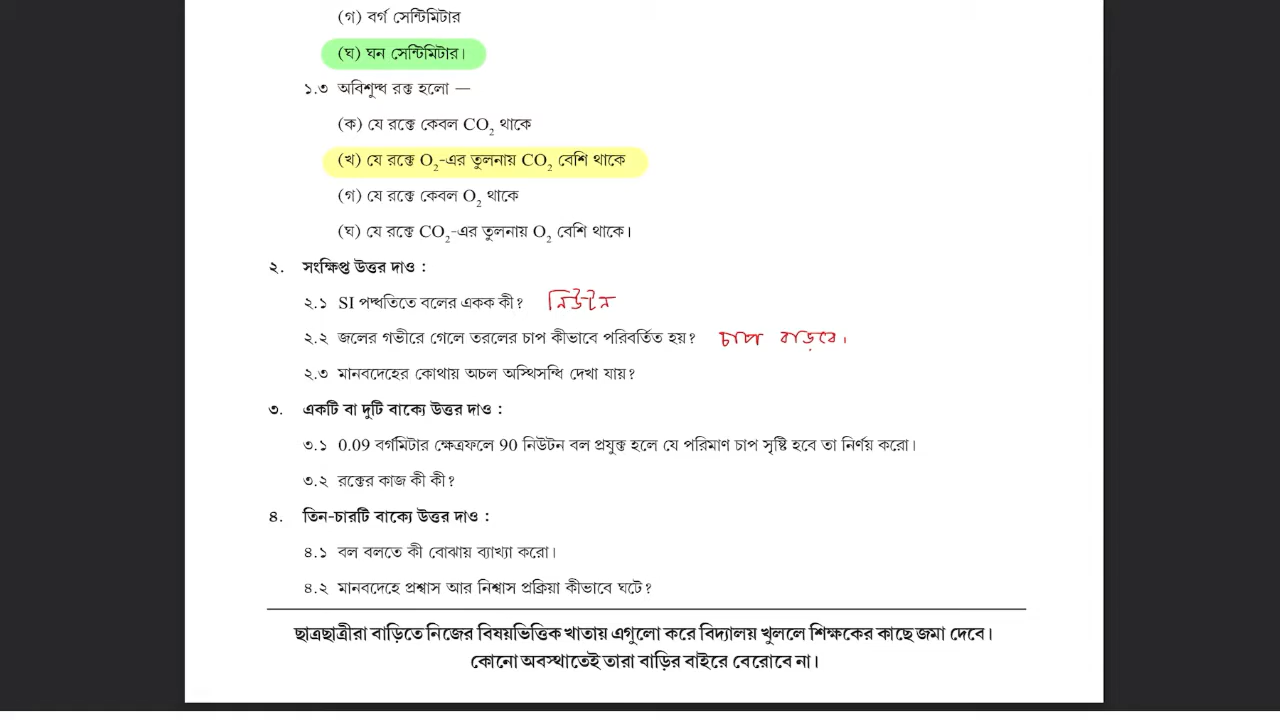 (গ) বর্গ সেন্টিমিটার
(ঘ) ঘন সেন্টিমিটার।
১.৩ অবিশুদ্ধ রক্ত হলো —
(ক) যে রক্তে কেবল CO₂ থাকে
(খ) যে রক্তে O₂-এর তুলনায় CO₂ বেশি থাকে
(গ) যে রক্তে কেবল O₂ থাকে
(ঘ) যে রক্তে CO₂-এর তুলনায় O₂ বেশি থাকে।
২. সংক্ষিপ্ত উত্তর দাও :
২.১ SI পদ্ধতিতে বলের একক কী? নিউটন
২.২ জলের গভীরে গেলে তরলের চাপ কীভাবে পরিবর্তিত হয়? চাপ বাড়বে।
২.৩ মানবদেহের কোথায় অচল অস্থিসন্ধি দেখা যায়?
৩. একটি বা দুটি বাক্যে উত্তর দাও :
৩.১ 0.09 বর্গমিটার ক্ষেত্রফলে 90 নিউটন বল প্রযুক্ত হলে যে পরিমাণ চাপ সৃষ্টি হবে তা নির্ণয় করো।
৩.২ রক্তের কাজ কী কী?
৪. তিন-চারটি বাক্যে উত্তর দাও :
৪.১ বল বলতে কী বোঝায় ব্যাখ্যা করো।
৪.২ মানবদেহে প্রশ্বাস আর নিশ্বাস প্রক্রিয়া কীভাবে ঘটে?
ছাত্রছাত্রীরা বাড়িতে নিজের বিষয়ভিত্তিক খাতায় এগুলো করে বিদ্যালয় খুললে শিক্ষকের কাছে জমা দেবে।
কোনো অবস্থাতেই তারা বাড়ির বাইরে বেরোবে না।